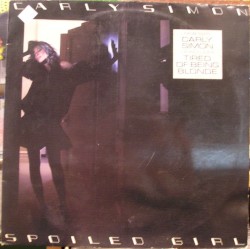 CARLY SIMON
CARLY
SIMON
TIRED
OF BEING
BLONDE
SPOILED GIRL